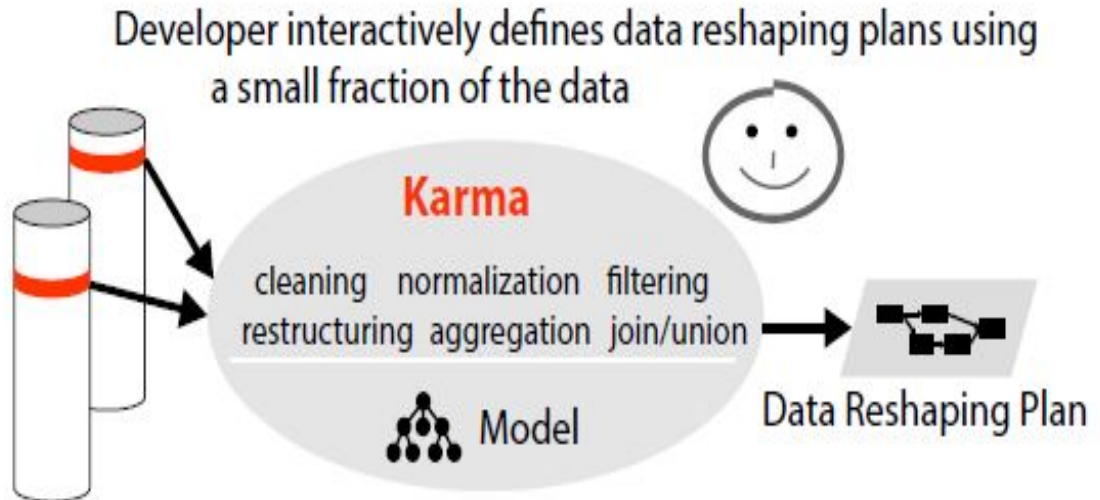 Developer interactively defines data reshaping plans using
a small fraction of the data
Karma
cleaning normalization filtering
restructuring aggregation join/union
Model
Data Reshaping Plan